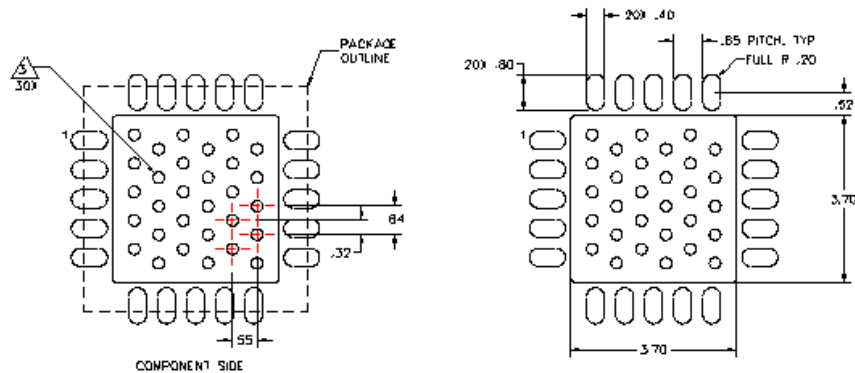 PACKAGE
OUTLINE
3
30X
1
.64
.32
.55
COMPONENT SIDE
20X .40
.65 PITCH, TYP
FULL R .20
20X .80
.52
1
3.70
3.70